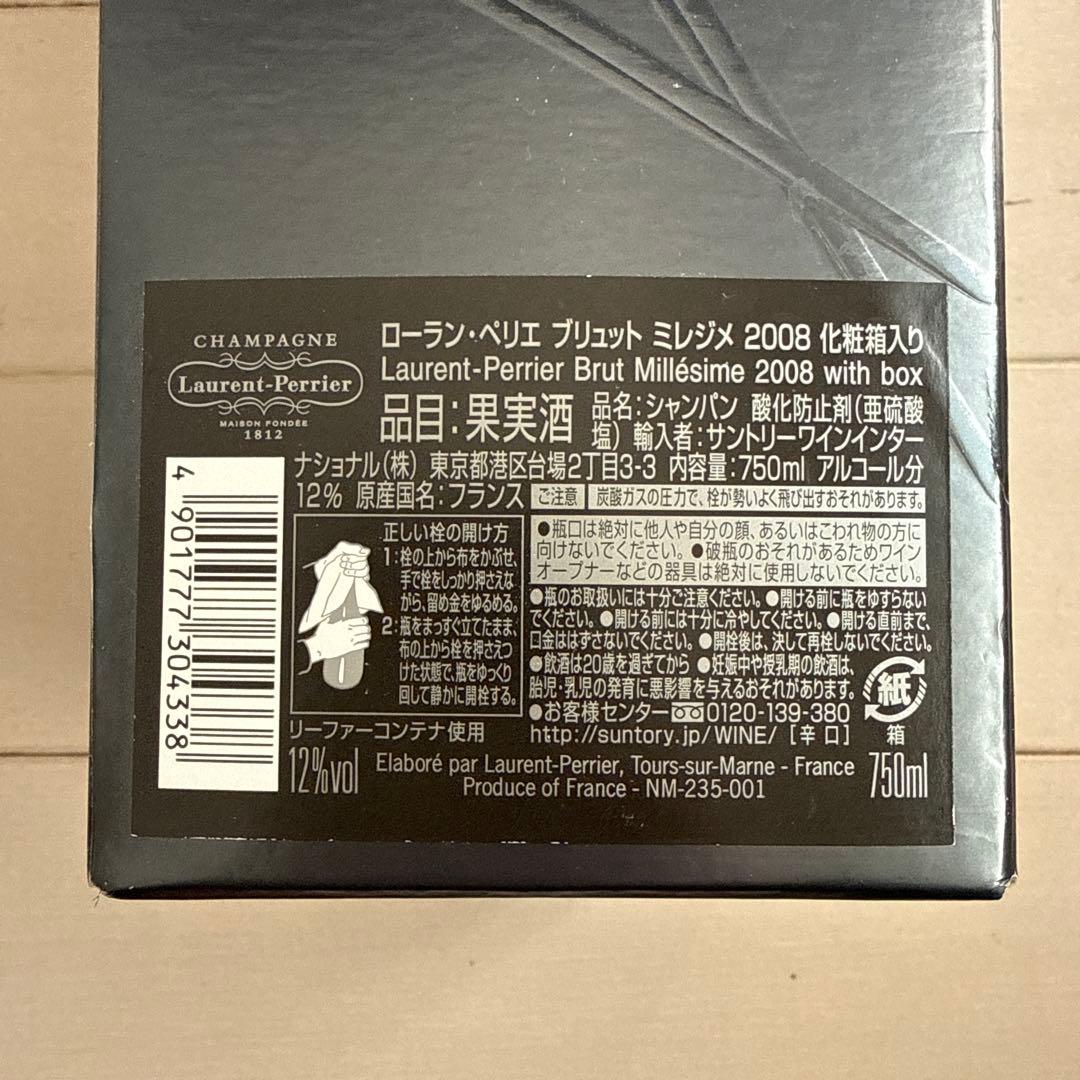 CHAMPAGNE
Laurent-Perrier
MAISON FONDÉE
1812
ローラン・ペリエ ブリュット ミレジメ 2008 化粧箱入り
Laurent-Perrier Brut Millésime 2008 with box
品目:果実酒 品名:シャンパン 酸化防止剤(亜硫酸
塩) 輸入者:サントリーワインインター
ナショナル(株) 東京都港区台場2丁目3-3 内容量:750ml アルコール分
12% 原産国名:フランス ご注意 炭酸ガスの圧力で、栓が勢いよく飛び出すおそれがあります。
●瓶口は絶対に他人や自分の顔、あるいはこわれ物の方に
向けないでください。●破瓶のおそれがあるためワイン
オープナーなどの器具は絶対に使用しないでください。
正しい栓の開け方
1:栓の上から布をかぶせ、
手で栓をしっかり押さえな
がら、留め金をゆるめる。
2:瓶をまっすぐ立てたまま、
布の上から栓を押さえつ
けた状態で、瓶をゆっくり
回して静かに開栓する。
●瓶のお取扱いには十分ご注意ください。●開ける前に瓶をゆすらない
でください。●開ける前には十分に冷やしてください。●開ける直前まで、
口金ははずさないでください。●開栓後は、決して再栓しないでください。
●飲酒は20歳を過ぎてから ●妊娠中や授乳期の飲酒は、
胎児・乳児の発育に悪影響を与えるおそれがあります。
●お客様センター 0120-139-380
http://suntory.jp/WINE/ [辛口]
紙
箱
リーファーコンテナ使用
4 901777 304338
12%vol
Elaboré par Laurent-Perrier, Tours-sur-Marne - France
Produce of France - NM-235-001
750ml